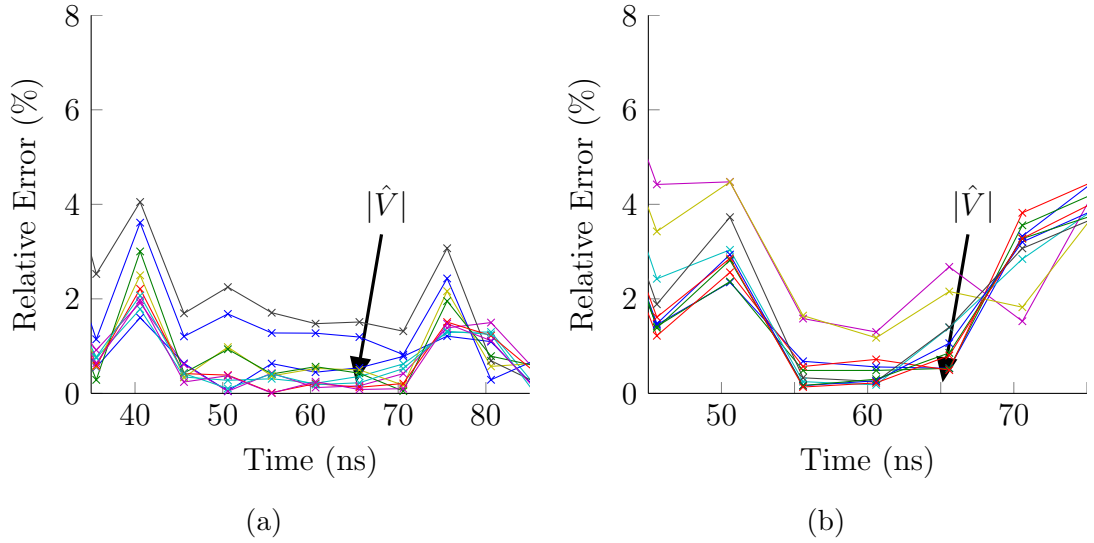 8
6
4
2
0
Relative Error (%)
|V̂|
40 50 60 70 80
Time (ns)
(a)
8
6
4
2
0
Relative Error (%)
|V̂|
50 60 70
Time (ns)
(b)